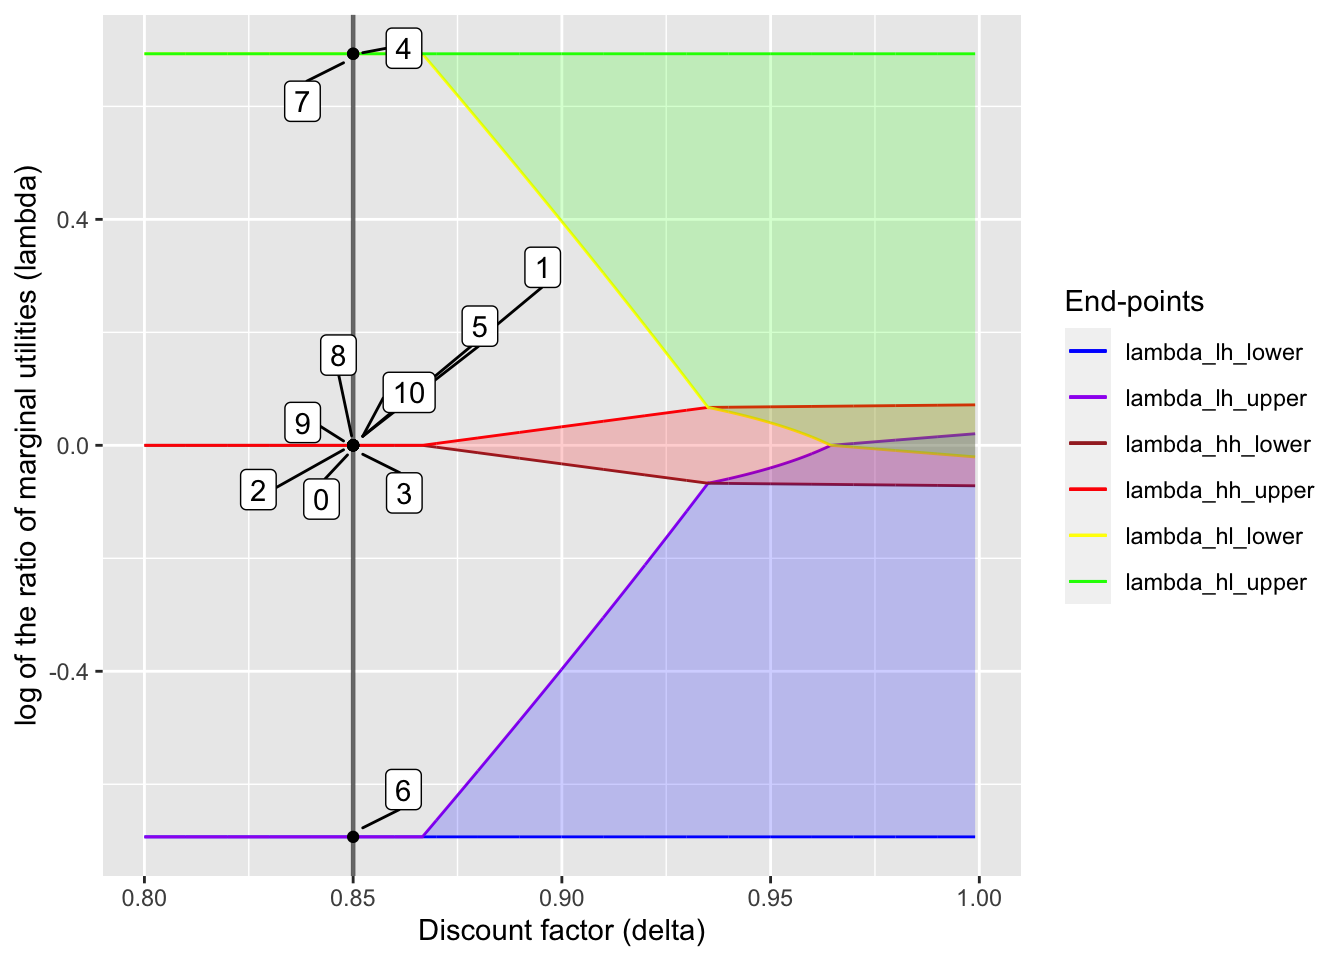 4
7
0.4
1
5
8
10
9
0.0
2
0
3
-0.4
6
0.80
0.85
0.90
0.95
1.00
Discount factor (delta)
log of the ratio of marginal utilities (lambda)
End-points
lambda_lh_lower
lambda_lh_upper
lambda_hh_lower
lambda_hh_upper
lambda_hl_lower
lambda_hl_upper